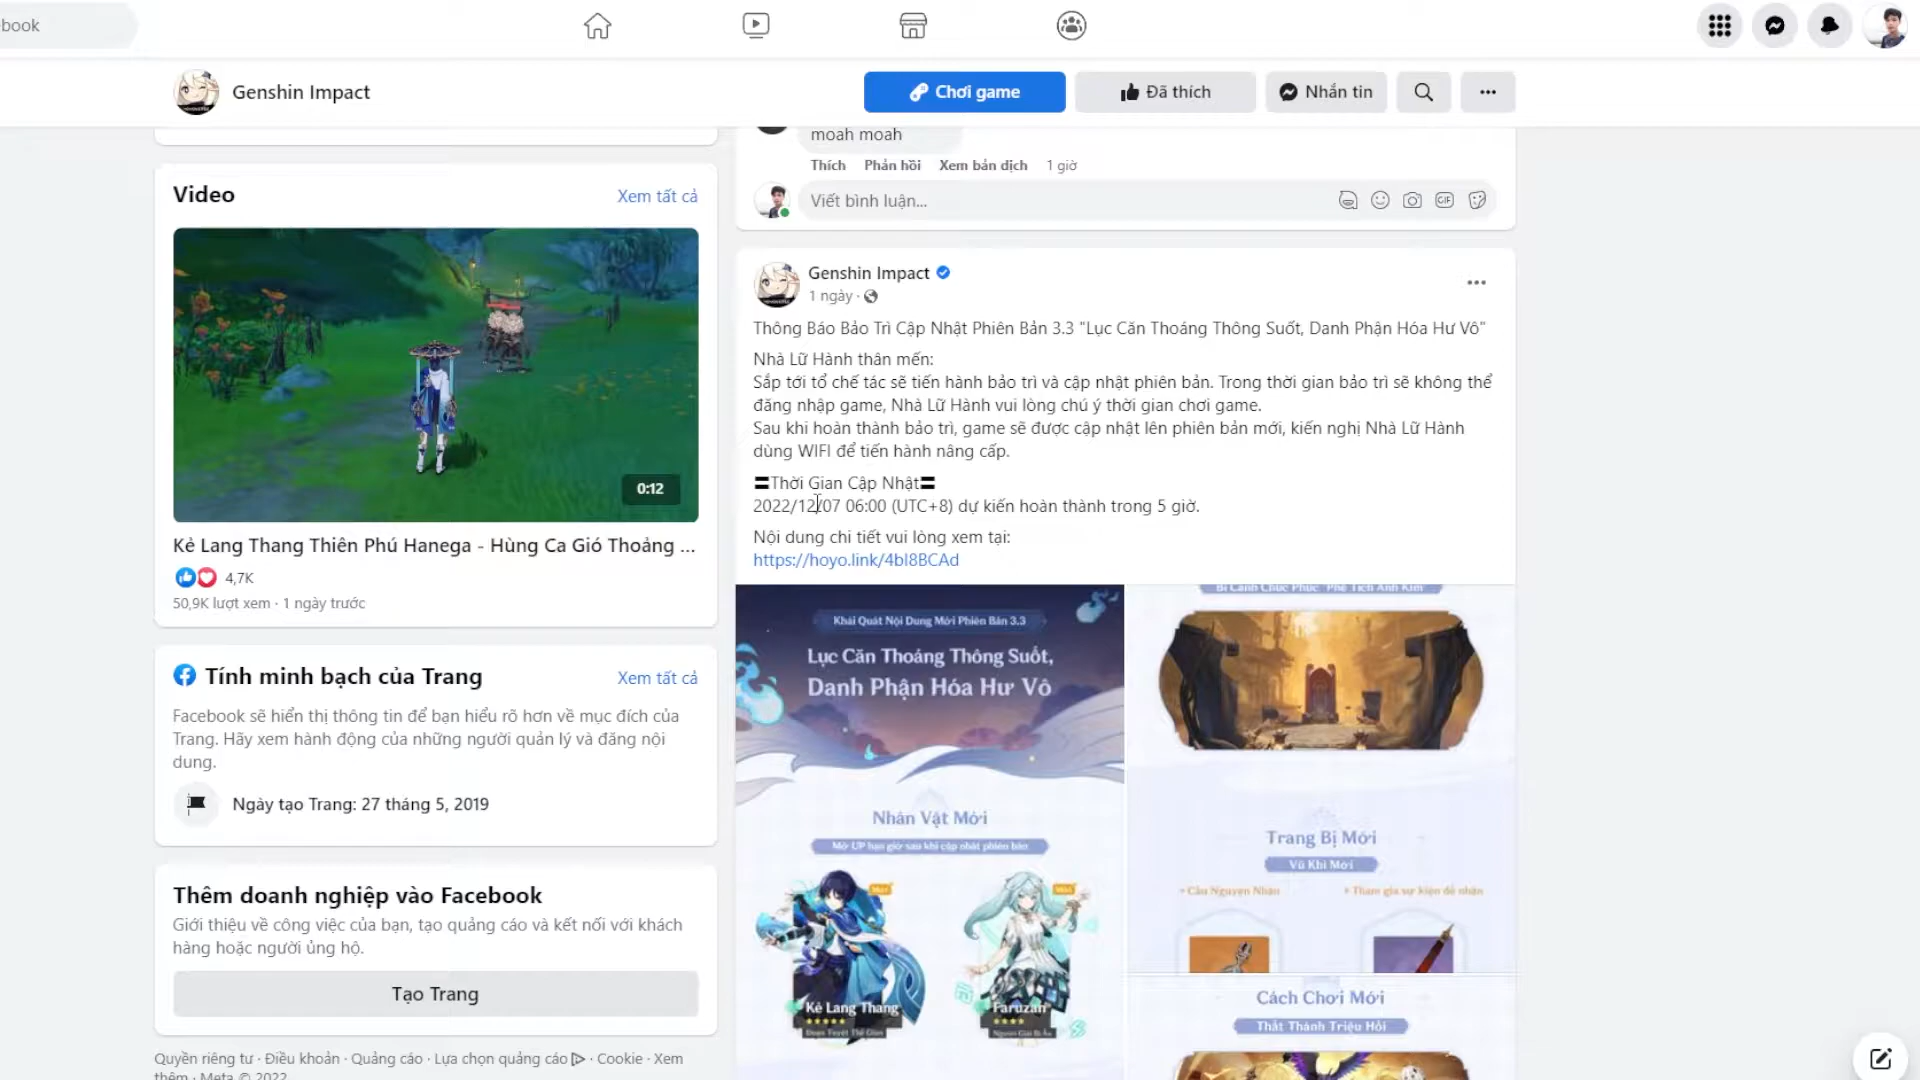 ebook
Genshin Impact
Chơi game
Đã thích
Nhắn tin
Video
Xem tất cả
0:12
Kẻ Lang Thang Thiên Phú Hanega - Hùng Ca Gió Thoảng ...
4,7K
50,9K lượt xem · 1 ngày trước
Tính minh bạch của Trang
Xem tất cả
Facebook sẽ hiển thị thông tin để bạn hiểu rõ hơn về mục đích của
Trang. Hãy xem hành động của những người quản lý và đăng nội
dung.
Ngày tạo Trang: 27 tháng 5, 2019
Thêm doanh nghiệp vào Facebook
Giới thiệu về công việc của bạn, tạo quảng cáo và kết nối với khách
hàng hoặc người ủng hộ.
Tạo Trang
Quyền riêng tư · Điều khoản · Quảng cáo · Lựa chọn quảng cáo · Cookie · Xem
thêm · Meta © 2022
moah moah
Thích Phản hồi Xem bản dịch 1 giờ
Viết bình luận...
GIF
Genshin Impact
1 ngày ·
Thông Báo Bảo Trì Cập Nhật Phiên Bản 3.3 "Lục Căn Thoáng Thông Suốt, Danh Phận Hóa Hư Vô"
Nhà Lữ Hành thân mến:
Sắp tới tổ chế tác sẽ tiến hành bảo trì và cập nhật phiên bản. Trong thời gian bảo trì sẽ không thể
đăng nhập game, Nhà Lữ Hành vui lòng chú ý thời gian chơi game.
Sau khi hoàn thành bảo trì, game sẽ được cập nhật lên phiên bản mới, kiến nghị Nhà Lữ Hành
dùng WIFI để tiến hành nâng cấp.
〓Thời Gian Cập Nhật〓
2022/12/07 06:00 (UTC+8) dự kiến hoàn thành trong 5 giờ.
Nội dung chi tiết vui lòng xem tại:
https://hoyo.link/4bl8BCAd
Khái Quát Nội Dung Mới Phiên Bản 3.3
Lục Căn Thoáng Thông Suốt,
Danh Phận Hóa Hư Vô
Nhân Vật Mới
Mở UP hạn giờ sau khi cập nhật phiên bản
Mới
Mới
Kẻ Lang Thang
Faruzan
Trang Bị Mới
Vũ Khí Mới
Cầu Nguyện Nhận
Tham gia sự kiện để nhận
Cách Chơi Mới
Thất Thánh Triệu Hồi